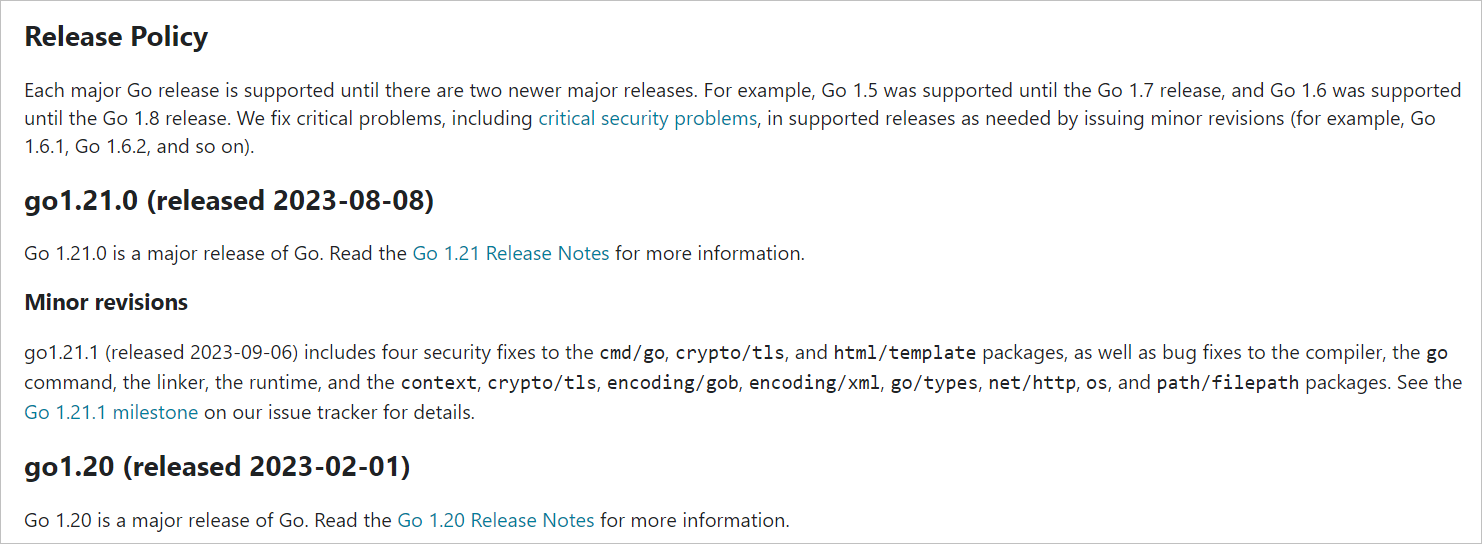 Release Policy
Each major Go release is supported until there are two newer major releases. For example, Go 1.5 was supported until the Go 1.7 release, and Go 1.6 was supported
until the Go 1.8 release. We fix critical problems, including critical security problems, in supported releases as needed by issuing minor revisions (for example, Go
1.6.1, Go 1.6.2, and so on).
go1.21.0 (released 2023-08-08)
Go 1.21.0 is a major release of Go. Read the Go 1.21 Release Notes for more information.
Minor revisions
go1.21.1 (released 2023-09-06) includes four security fixes to the cmd/go, crypto/tls, and html/template packages, as well as bug fixes to the compiler, the go
command, the linker, the runtime, and the context, crypto/tls, encoding/gob, encoding/xml, go/types, net/http, os, and path/filepath packages. See the
Go 1.21.1 milestone on our issue tracker for details.
go1.20 (released 2023-02-01)
Go 1.20 is a major release of Go. Read the Go 1.20 Release Notes for more information.